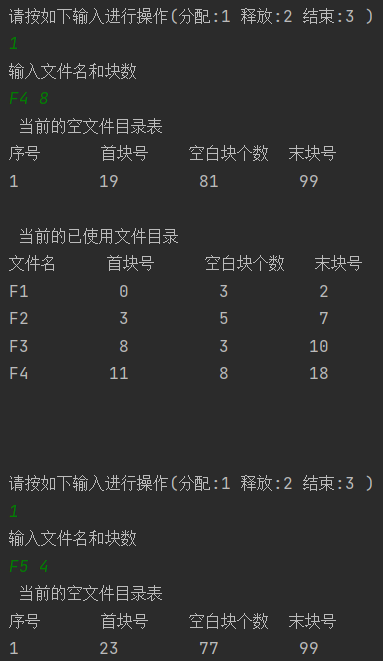 请按如下输入进行操作(分配:1 释放:2 结束:3 )
1
输入文件名和块数
F4 8
当前的空文件目录表
序号 首块号 空白块个数 末块号
1 19 81 99
当前的已使用文件目录
文件名 首块号 空白块个数 末块号
F1 0 3 2
F2 3 5 7
F3 8 3 10
F4 11 8 18
请按如下输入进行操作(分配:1 释放:2 结束:3 )
1
输入文件名和块数
F5 4
当前的空文件目录表
序号 首块号 空白块个数 末块号
1 23 77 99